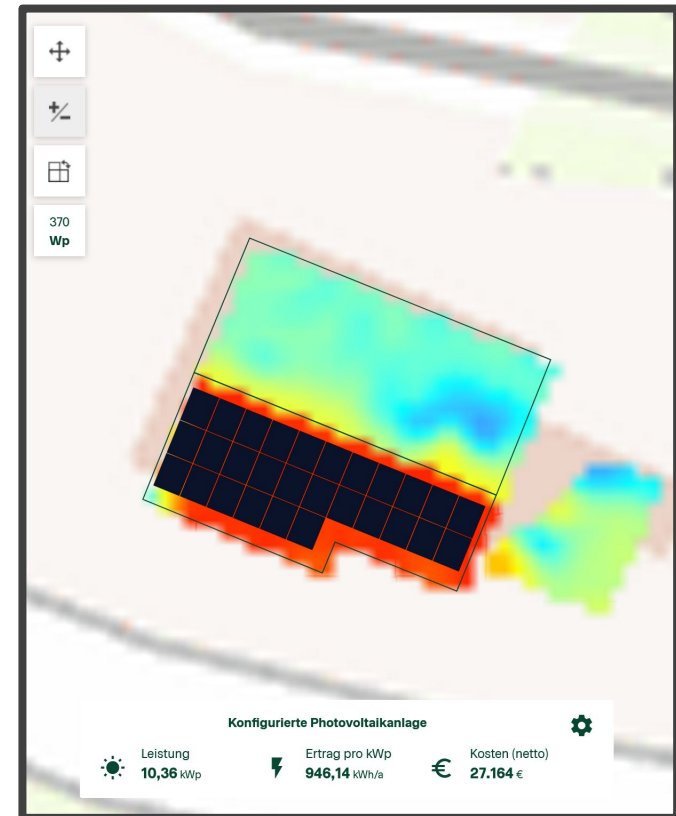 370
Wp
Konfigurierte Photovoltaikanlage
Leistung
10,36 kWp
Ertrag pro kWp
946,14 kWh/a
Kosten (netto)
27.164 €